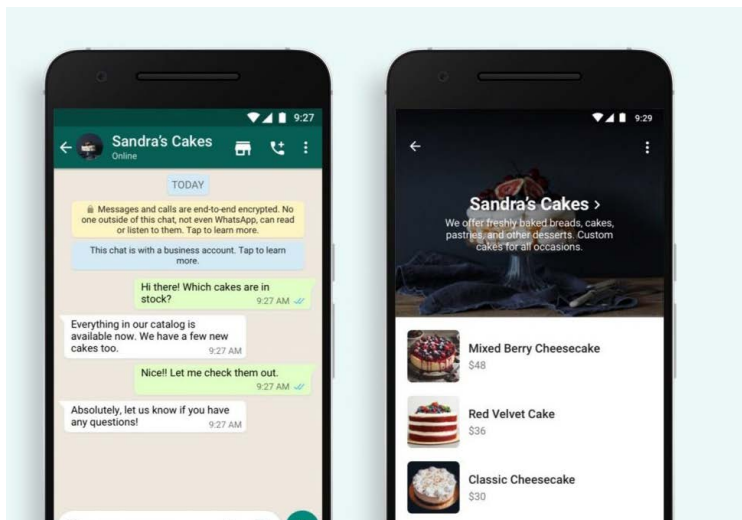 9:27
Sandra's Cakes
Online
TODAY
Messages and calls are end-to-end encrypted. No
one outside of this chat, not even WhatsApp, can read
or listen to them. Tap to learn more.
This chat is with a business account. Tap to learn
more.
Hi there! Which cakes are in
stock?
9:27 AM
Everything in our catalog is
available now. We have a few new
cakes too.
9:27 AM
Nice!! Let me check them out.
9:27 AM
Absolutely, let us know if you have
any questions!
9:27 AM
9:29
Sandra's Cakes >
We offer freshly baked breads, cakes,
pastries, and other desserts. Custom
cakes for all occasions.
Mixed Berry Cheesecake
$48
Red Velvet Cake
$36
Classic Cheesecake
$30